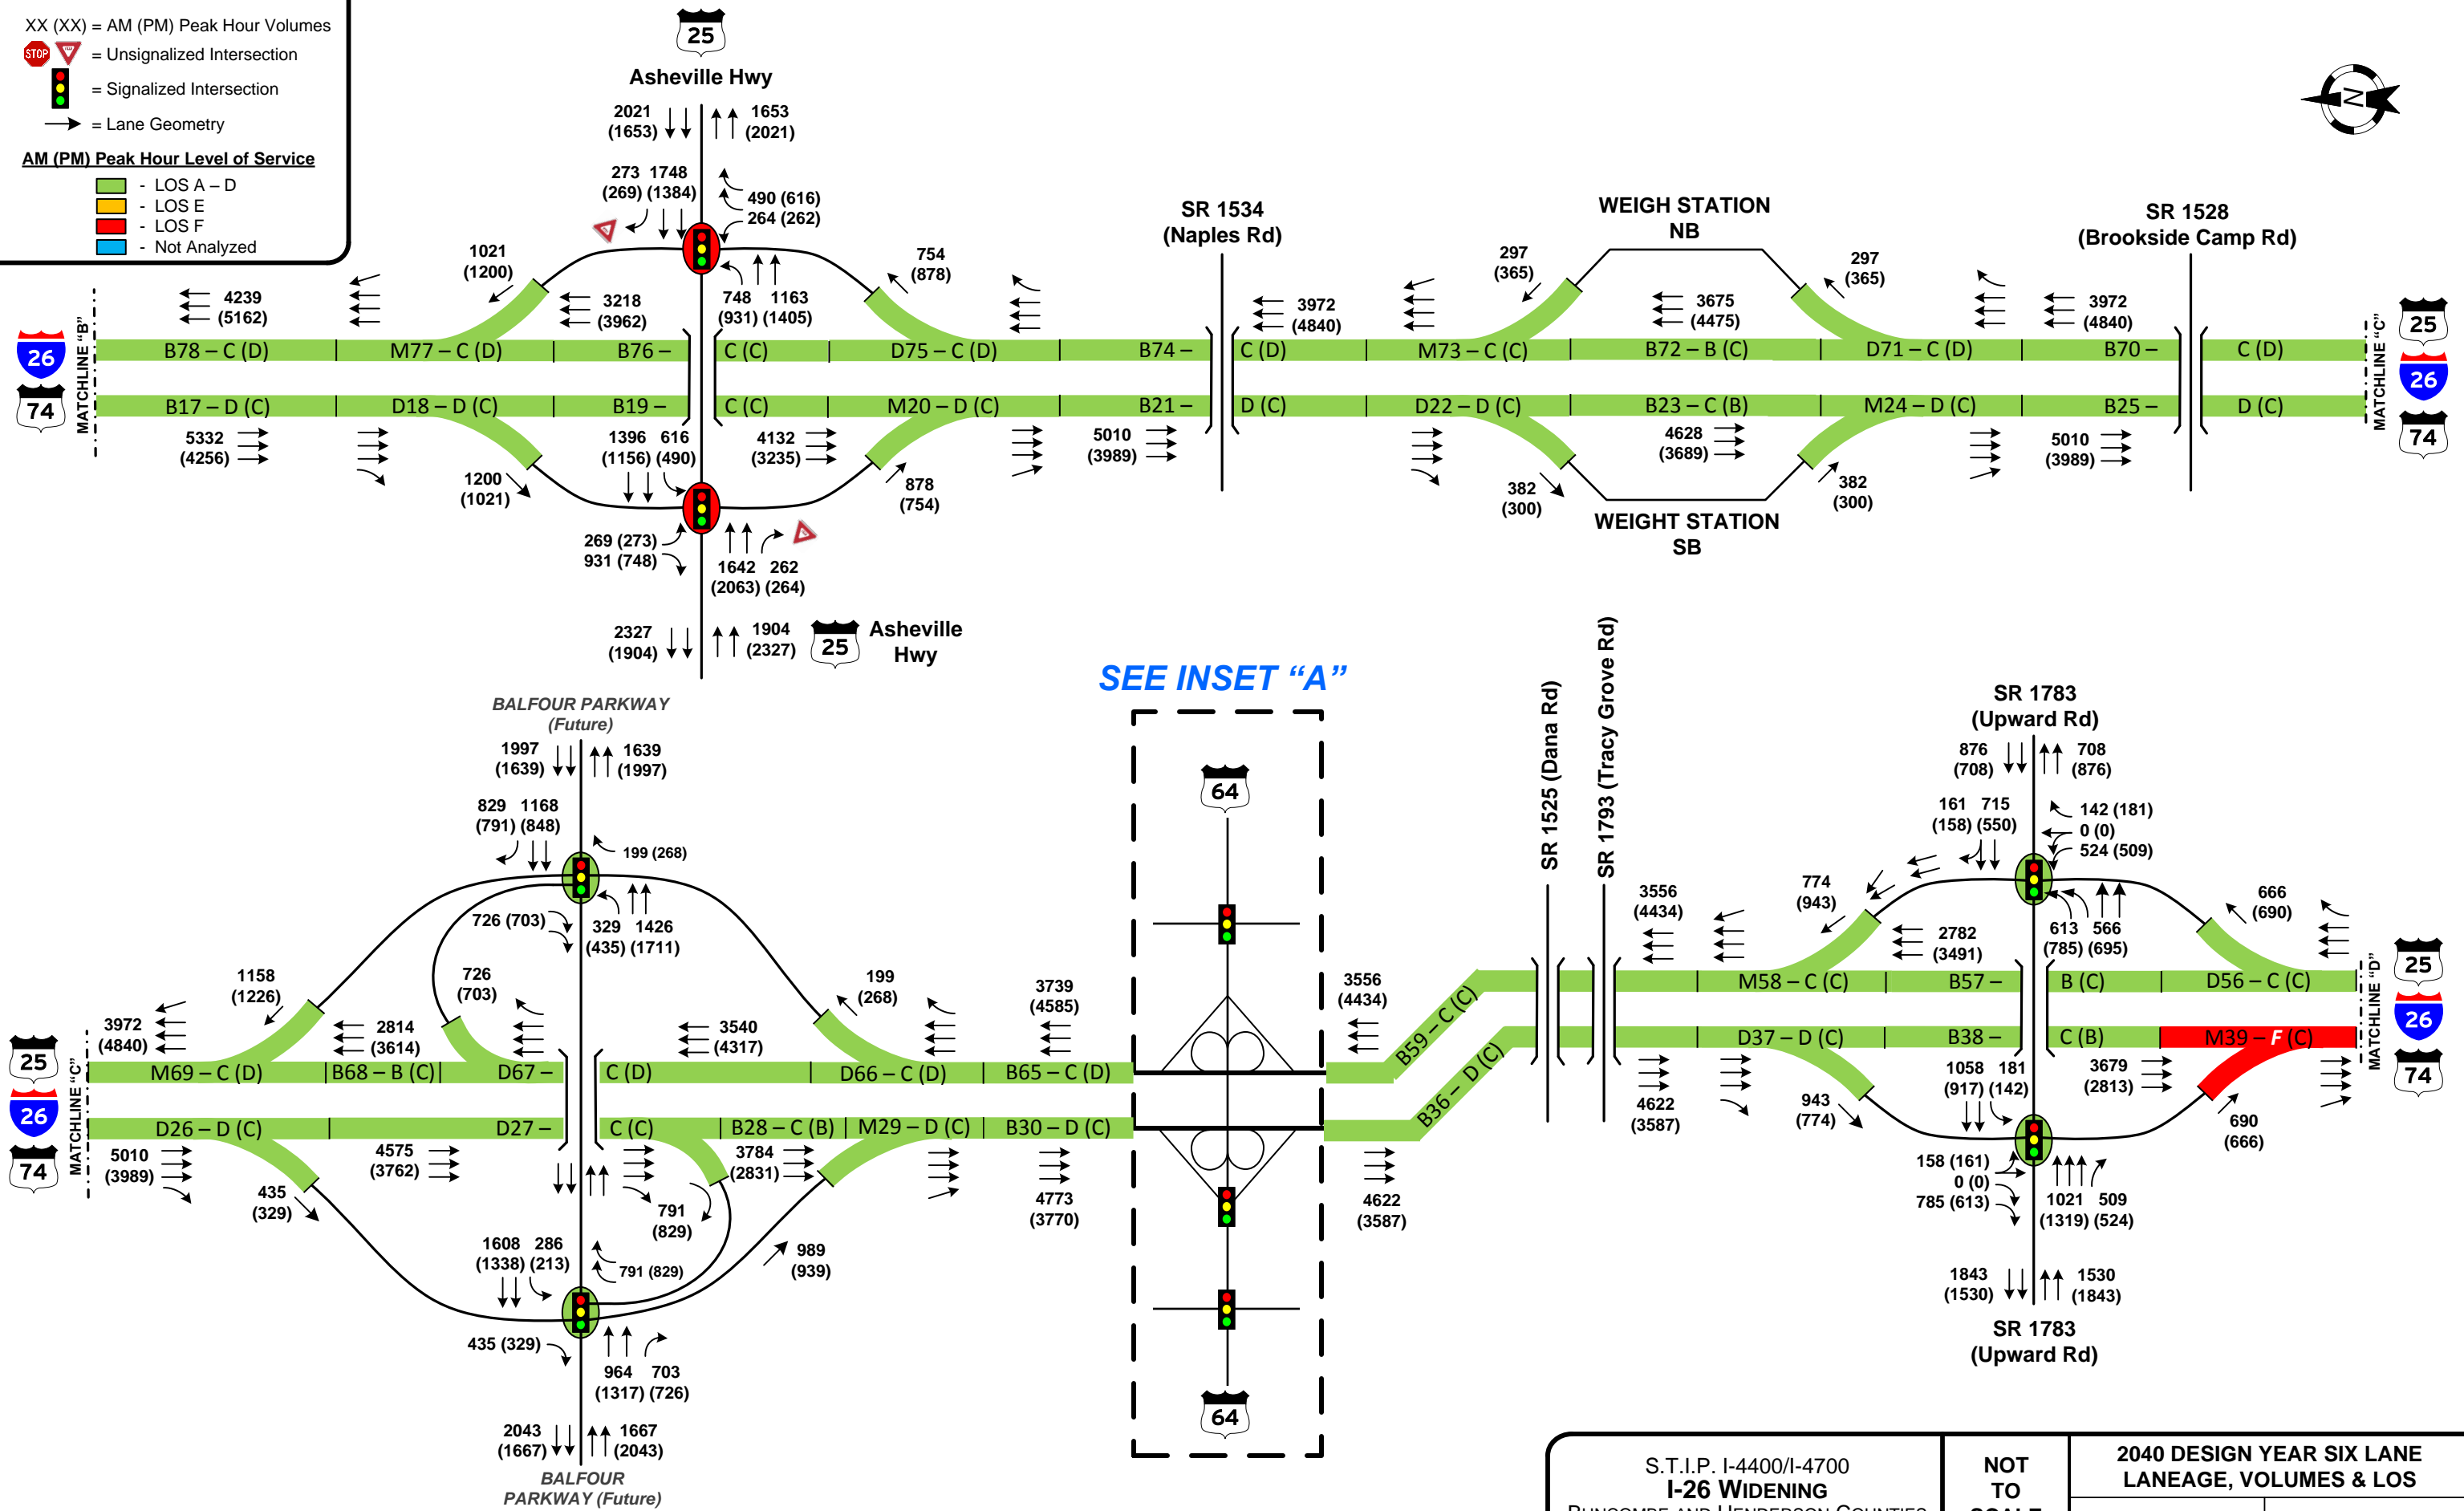 XX (XX) = AM (PM) Peak Hour Volumes
STOP = Unsignalized Intersection
= Signalized Intersection
= Lane Geometry
AM (PM) Peak Hour Level of Service
- LOS A – D
- LOS E
- LOS F
- Not Analyzed
25
Asheville Hwy
2021
(1653)
1653
(2021)
273 1748
(269) (1384)
490 (616)
264 (262)
1021
(1200)
748 1163
(931) (1405)
754
(878)
SR 1534
(Naples Rd)
WEIGH STATION
NB
297
(365)
297
(365)
SR 1528
(Brookside Camp Rd)
N
4239
(5162)
3218
(3962)
3972
(4840)
3675
(4475)
3972
(4840)
26
74
MATCHLINE “B”
B78 – C (D)
M77 – C (D)
B76 –
C (C)
D75 – C (D)
B74 –
C (D)
M73 – C (C)
B72 – B (C)
D71 – C (D)
B70 –
C (D)
MATCHLINE “C”
25
26
74
B17 – D (C)
D18 – D (C)
B19 –
C (C)
M20 – D (C)
B21 –
D (C)
D22 – D (C)
B23 – C (B)
M24 – D (C)
B25 –
D (C)
5332
(4256)
1396 616
(1156) (490)
4132
(3235)
5010
(3989)
4628
(3689)
5010
(3989)
1200
(1021)
878
(754)
382
(300)
382
(300)
WEIGHT STATION
SB
269 (273)
931 (748)
1642 262
(2063) (264)
2327
(1904)
1904
(2327)
25
Asheville
Hwy
SEE INSET “A”
BALFOUR PARKWAY
(Future)
1997
(1639)
1639
(1997)
829 1168
(791) (848)
199 (268)
726 (703)
329 1426
(435) (1711)
1158
(1226)
726
(703)
199
(268)
3739
(4585)
3972
(4840)
2814
(3614)
3540
(4317)
25
26
74
MATCHLINE “C”
M69 – C (D)
B68 – B (C)
D67 –
C (D)
D66 – C (D)
B65 – C (D)
D26 – D (C)
D27 –
C (C)
B28 – C (B)
M29 – D (C)
B30 – D (C)
5010
(3989)
4575
(3762)
3784
(2831)
4773
(3770)
435
(329)
791
(829)
1608 286
(1338) (213)
791 (829)
989
(939)
435 (329)
964 703
(1317) (726)
2043
(1667)
1667
(2043)
BALFOUR
PARKWAY (Future)
64
64
SR 1525 (Dana Rd)
SR 1793 (Tracy Grove Rd)
3556
(4434)
B59 – C (C)
B36 – D (C)
4622
(3587)
3556
(4434)
4622
(3587)
SR 1783
(Upward Rd)
876
(708)
708
(876)
161 715
(158) (550)
142 (181)
0 (0)
524 (509)
774
(943)
2782
(3491)
613 566
(785) (695)
666
(690)
M58 – C (C)
B57 –
B (C)
D56 – C (C)
D37 – D (C)
B38 –
C (B)
M39 – F (C)
MATCHLINE “D”
25
26
74
943
(774)
1058 181
(917) (142)
3679
(2813)
690
(666)
158 (161)
0 (0)
785 (613)
1021 509
(1319) (524)
1843
(1530)
1530
(1843)
SR 1783
(Upward Rd)
S.T.I.P. I-4400/I-4700
I-26 WIDENING
BUNCOMBE AND HENDERSON COUNTIES
NOT
TO
SCALE
2040 DESIGN YEAR SIX LANE
LANEAGE, VOLUMES & LOS